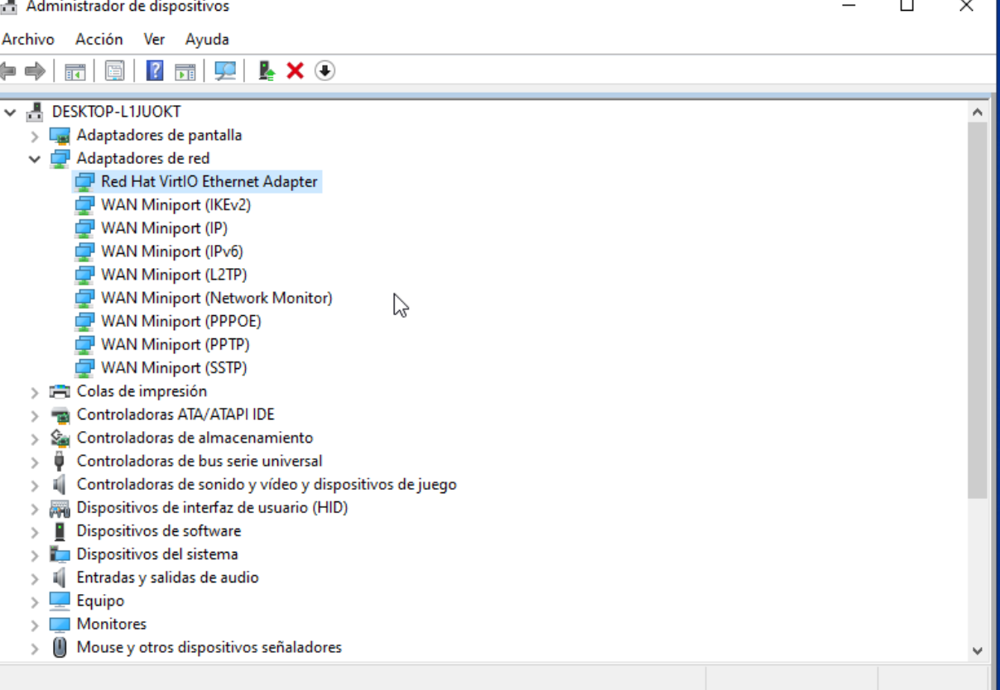 Administrador de dispositivos
Archivo Acción Ver Ayuda
DESKTOP-L1JUOKT
Adaptadores de pantalla
Adaptadores de red
Red Hat VirtIO Ethernet Adapter
WAN Miniport (IKEv2)
WAN Miniport (IP)
WAN Miniport (IPv6)
WAN Miniport (L2TP)
WAN Miniport (Network Monitor)
WAN Miniport (PPPOE)
WAN Miniport (PPTP)
WAN Miniport (SSTP)
Colas de impresión
Controladoras ATA/ATAPI IDE
Controladoras de almacenamiento
Controladoras de bus serie universal
Controladoras de sonido y vídeo y dispositivos de juego
Dispositivos de interfaz de usuario (HID)
Dispositivos de software
Dispositivos del sistema
Entradas y salidas de audio
Equipo
Monitores
Mouse y otros dispositivos señaladores